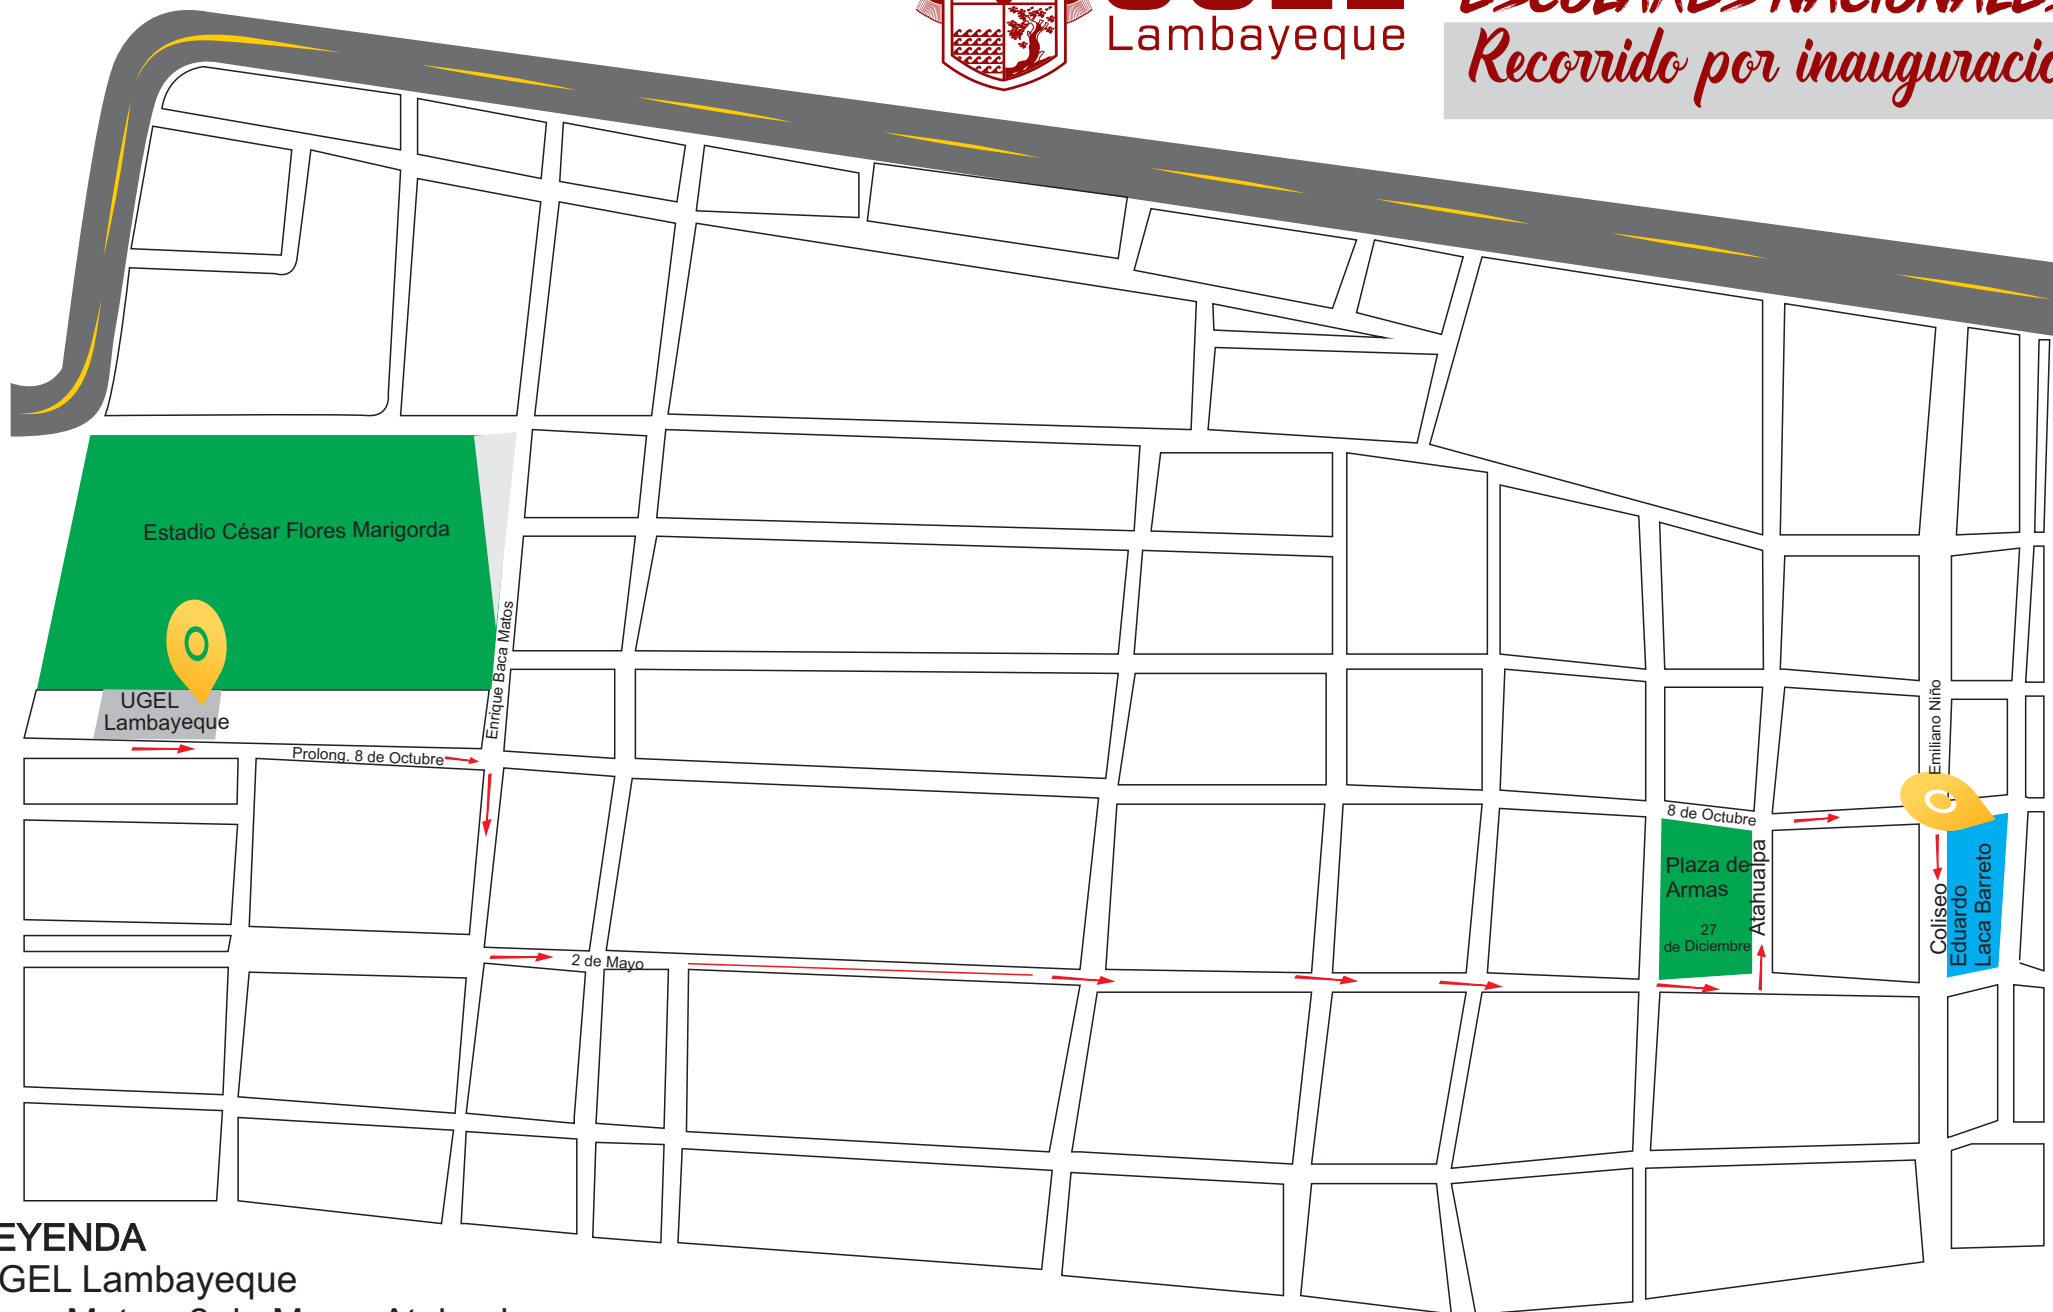 Lambayeque
ESCOLARES NACIONALES
Recorrido por
Estadio César Flores Marigorda
Enrique Baca Matos
UGEL
Lambayeque
Prolong. 8 de Octubre
Emiliano Niño
8 de Octubre
Plaza de
Armas
27
de Diciembre
Atahualpa
Coliseo
Eduardo
Laca Barreto
2 de Mayo
EYENDA
GEL Lambayeque